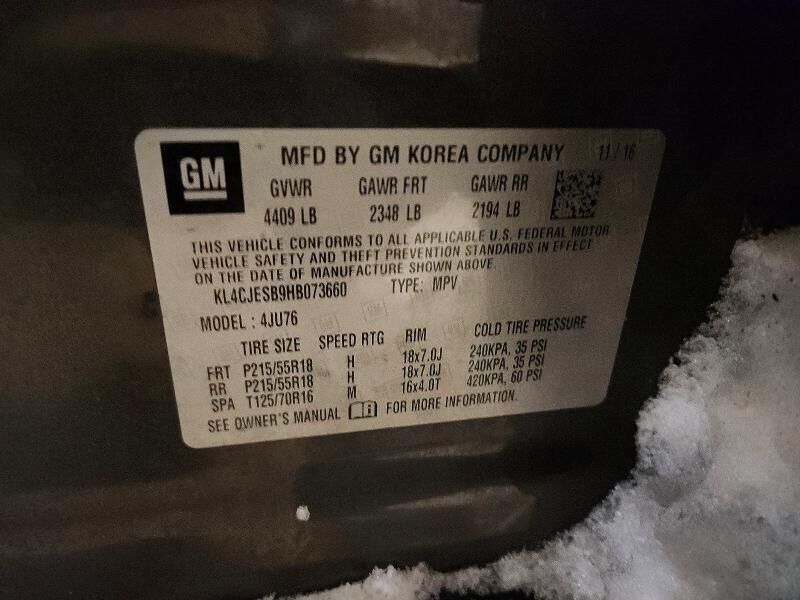 GM
MFD BY GM KOREA COMPANY 11/16
GVWR GAWR FRT GAWR RR
4409 LB 2348 LB 2194 LB
THIS VEHICLE CONFORMS TO ALL APPLICABLE U.S. FEDERAL MOTOR
VEHICLE SAFETY AND THEFT PREVENTION STANDARDS IN EFFECT
ON THE DATE OF MANUFACTURE SHOWN ABOVE.
KL4CJESB9HB073660 TYPE: MPV
MODEL : 4JU76
TIRE SIZE SPEED RTG RIM COLD TIRE PRESSURE
FRT P215/55R18 H 18x7.0J 240KPA, 35 PSI
RR P215/55R18 H 18x7.0J 240KPA, 35 PSI
SPA T125/70R16 M 16x4.0T 420KPA, 60 PSI
SEE OWNER'S MANUAL FOR MORE INFORMATION.